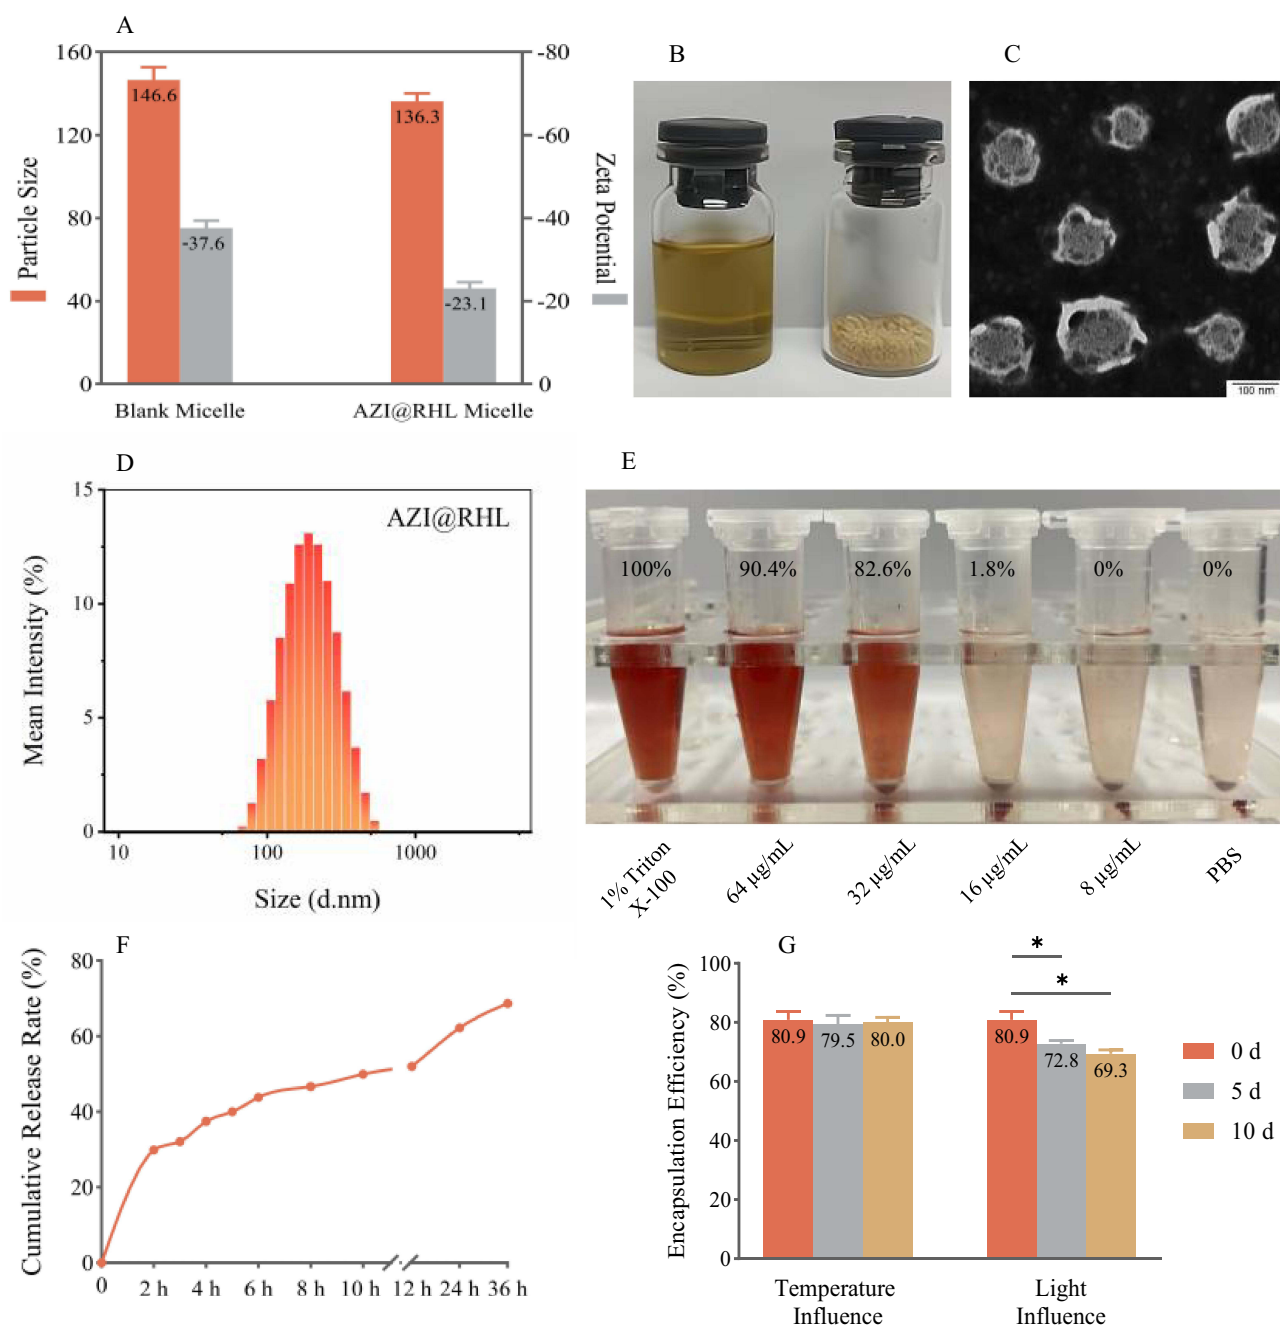 A
160
120
80
40
0
-80
-60
-40
-20
0
Particle Size
Zeta Potential
146.6
-37.6
136.3
-23.1
Blank Micelle
AZI@RHL Micelle
B
C
100 nm
D
AZI@RHL
15
10
5
0
10
100
1000
Mean Intensity (%)
Size (d.nm)
E
100%
90.4%
82.6%
1.8%
0%
0%
1% Triton
X-100
64 μg/mL
32 μg/mL
16 μg/mL
8 μg/mL
PBS
F
80
60
40
20
0
Cumulative Release Rate (%)
0
2 h
4 h
6 h
8 h
10 h
12 h
24 h
36 h
G
100
80
60
40
20
0
Encapsulation Efficiency (%)
*
*
80.9
79.5
80.0
80.9
72.8
69.3
Temperature
Influence
Light
Influence
0 d
5 d
10 d